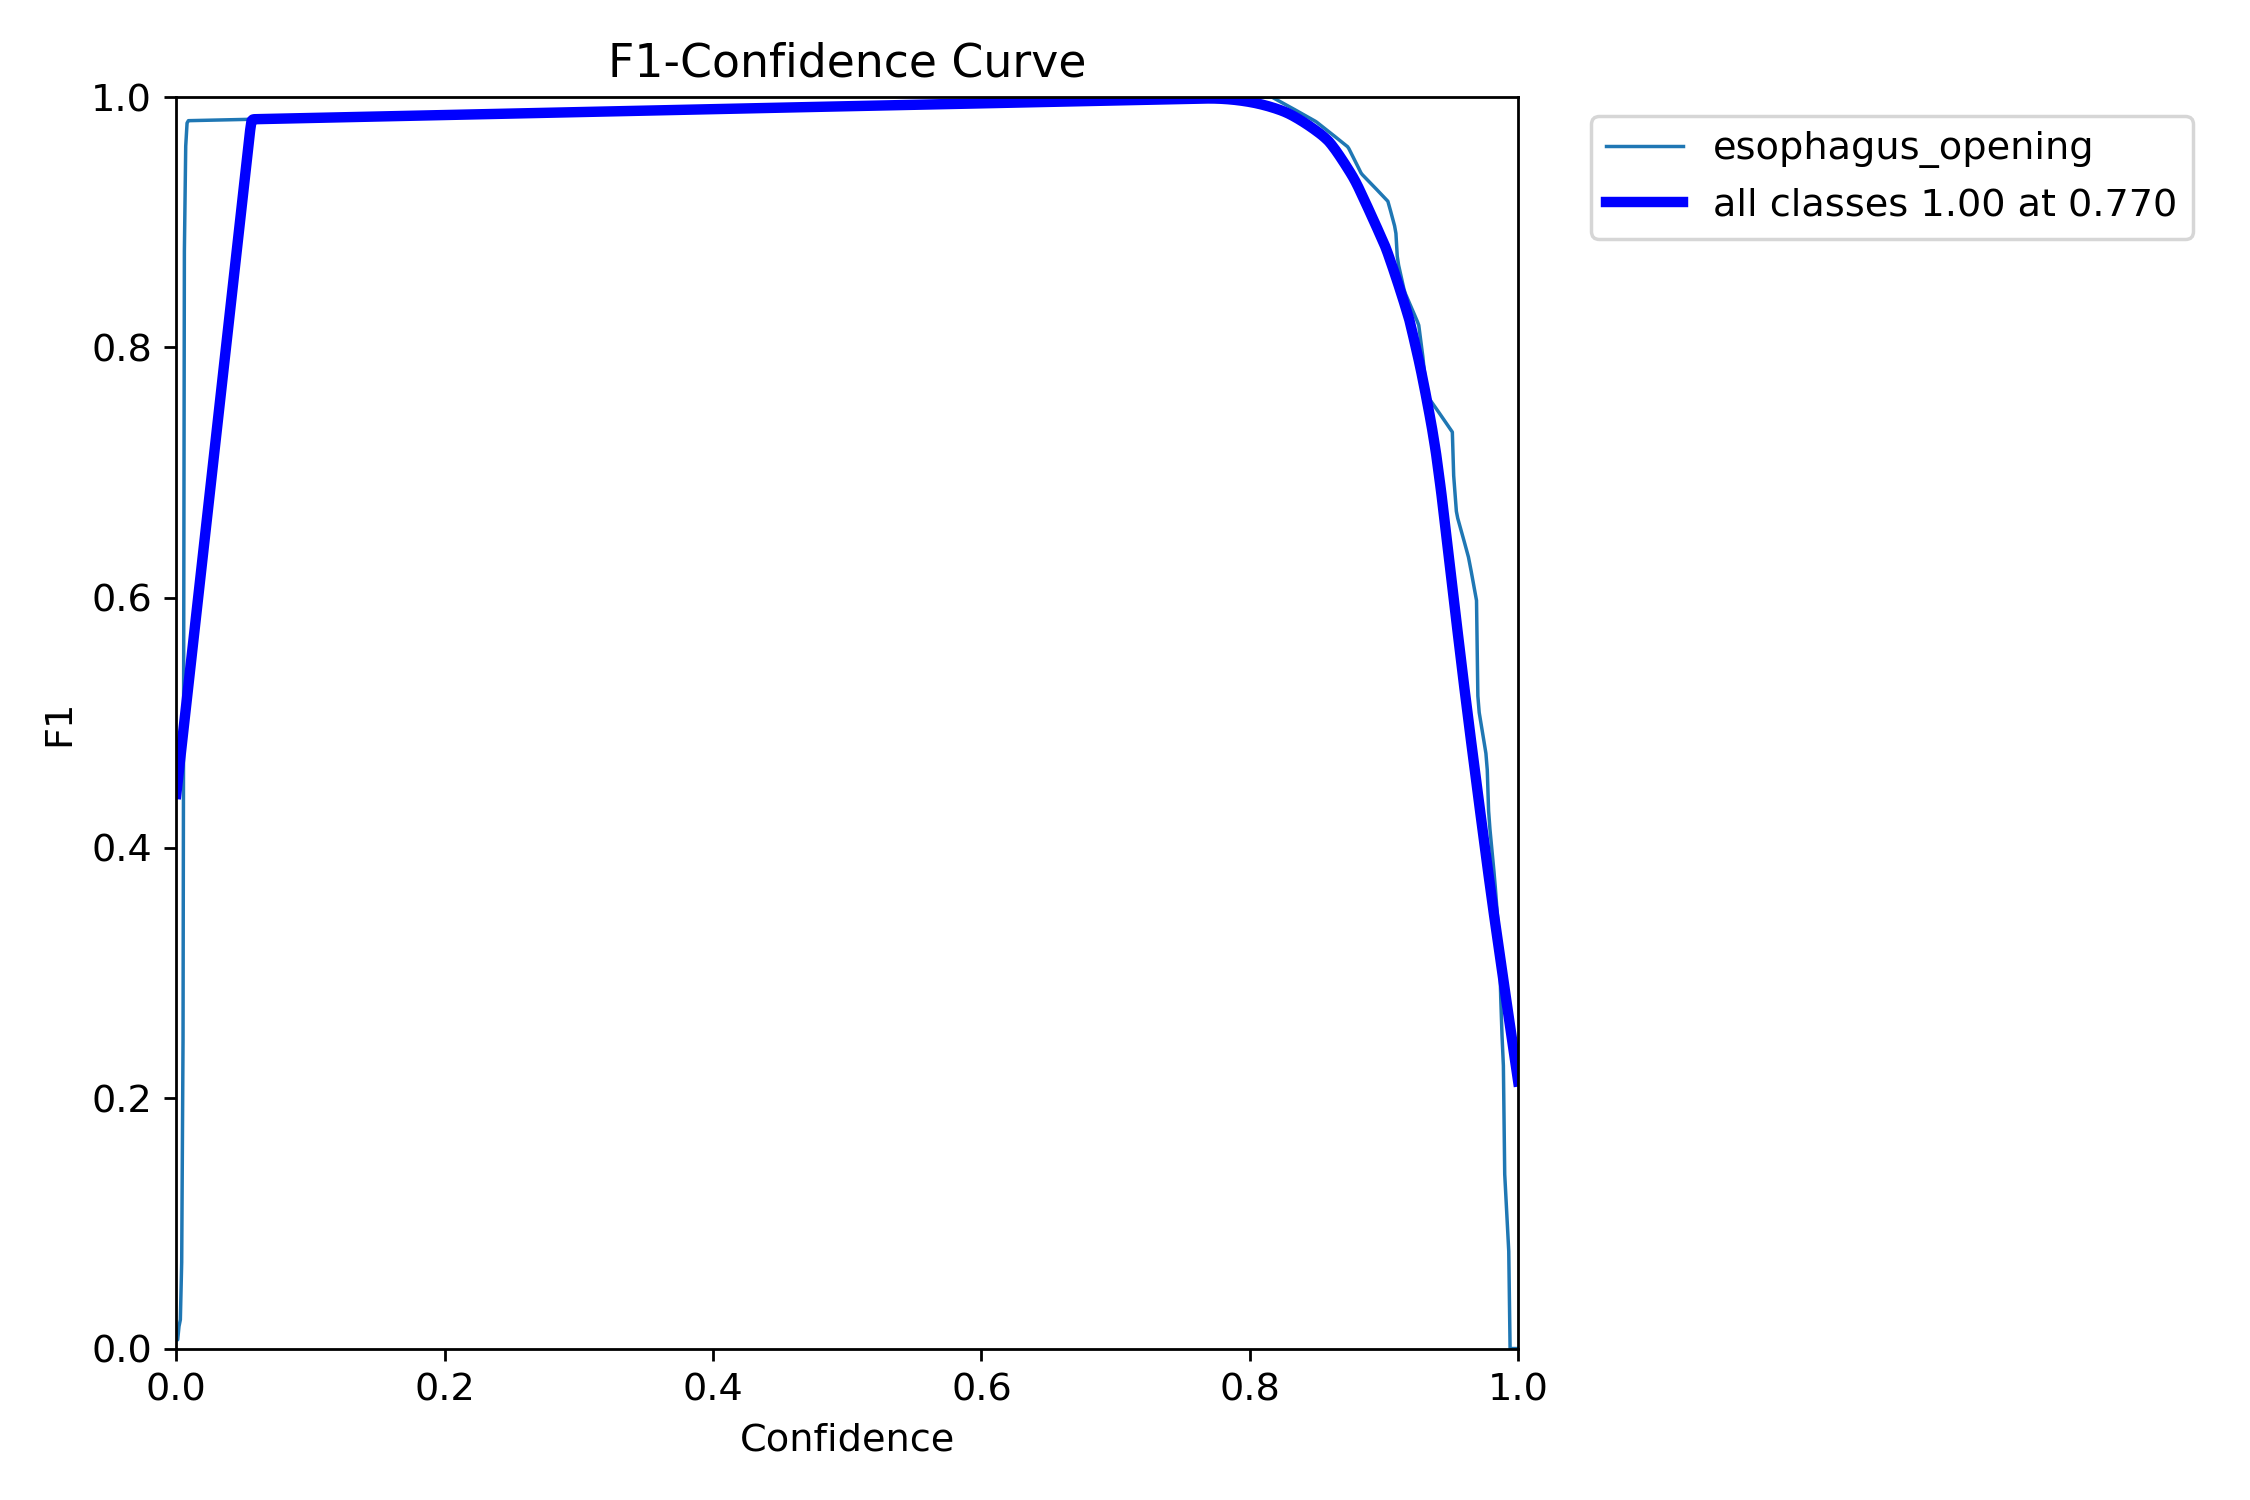 F1-Confidence Curve
1.0
0.8
0.6
0.4
0.2
0.0
F1
0.0 0.2 0.4 0.6 0.8 1.0
Confidence
esophagus_opening
all classes 1.00 at 0.770